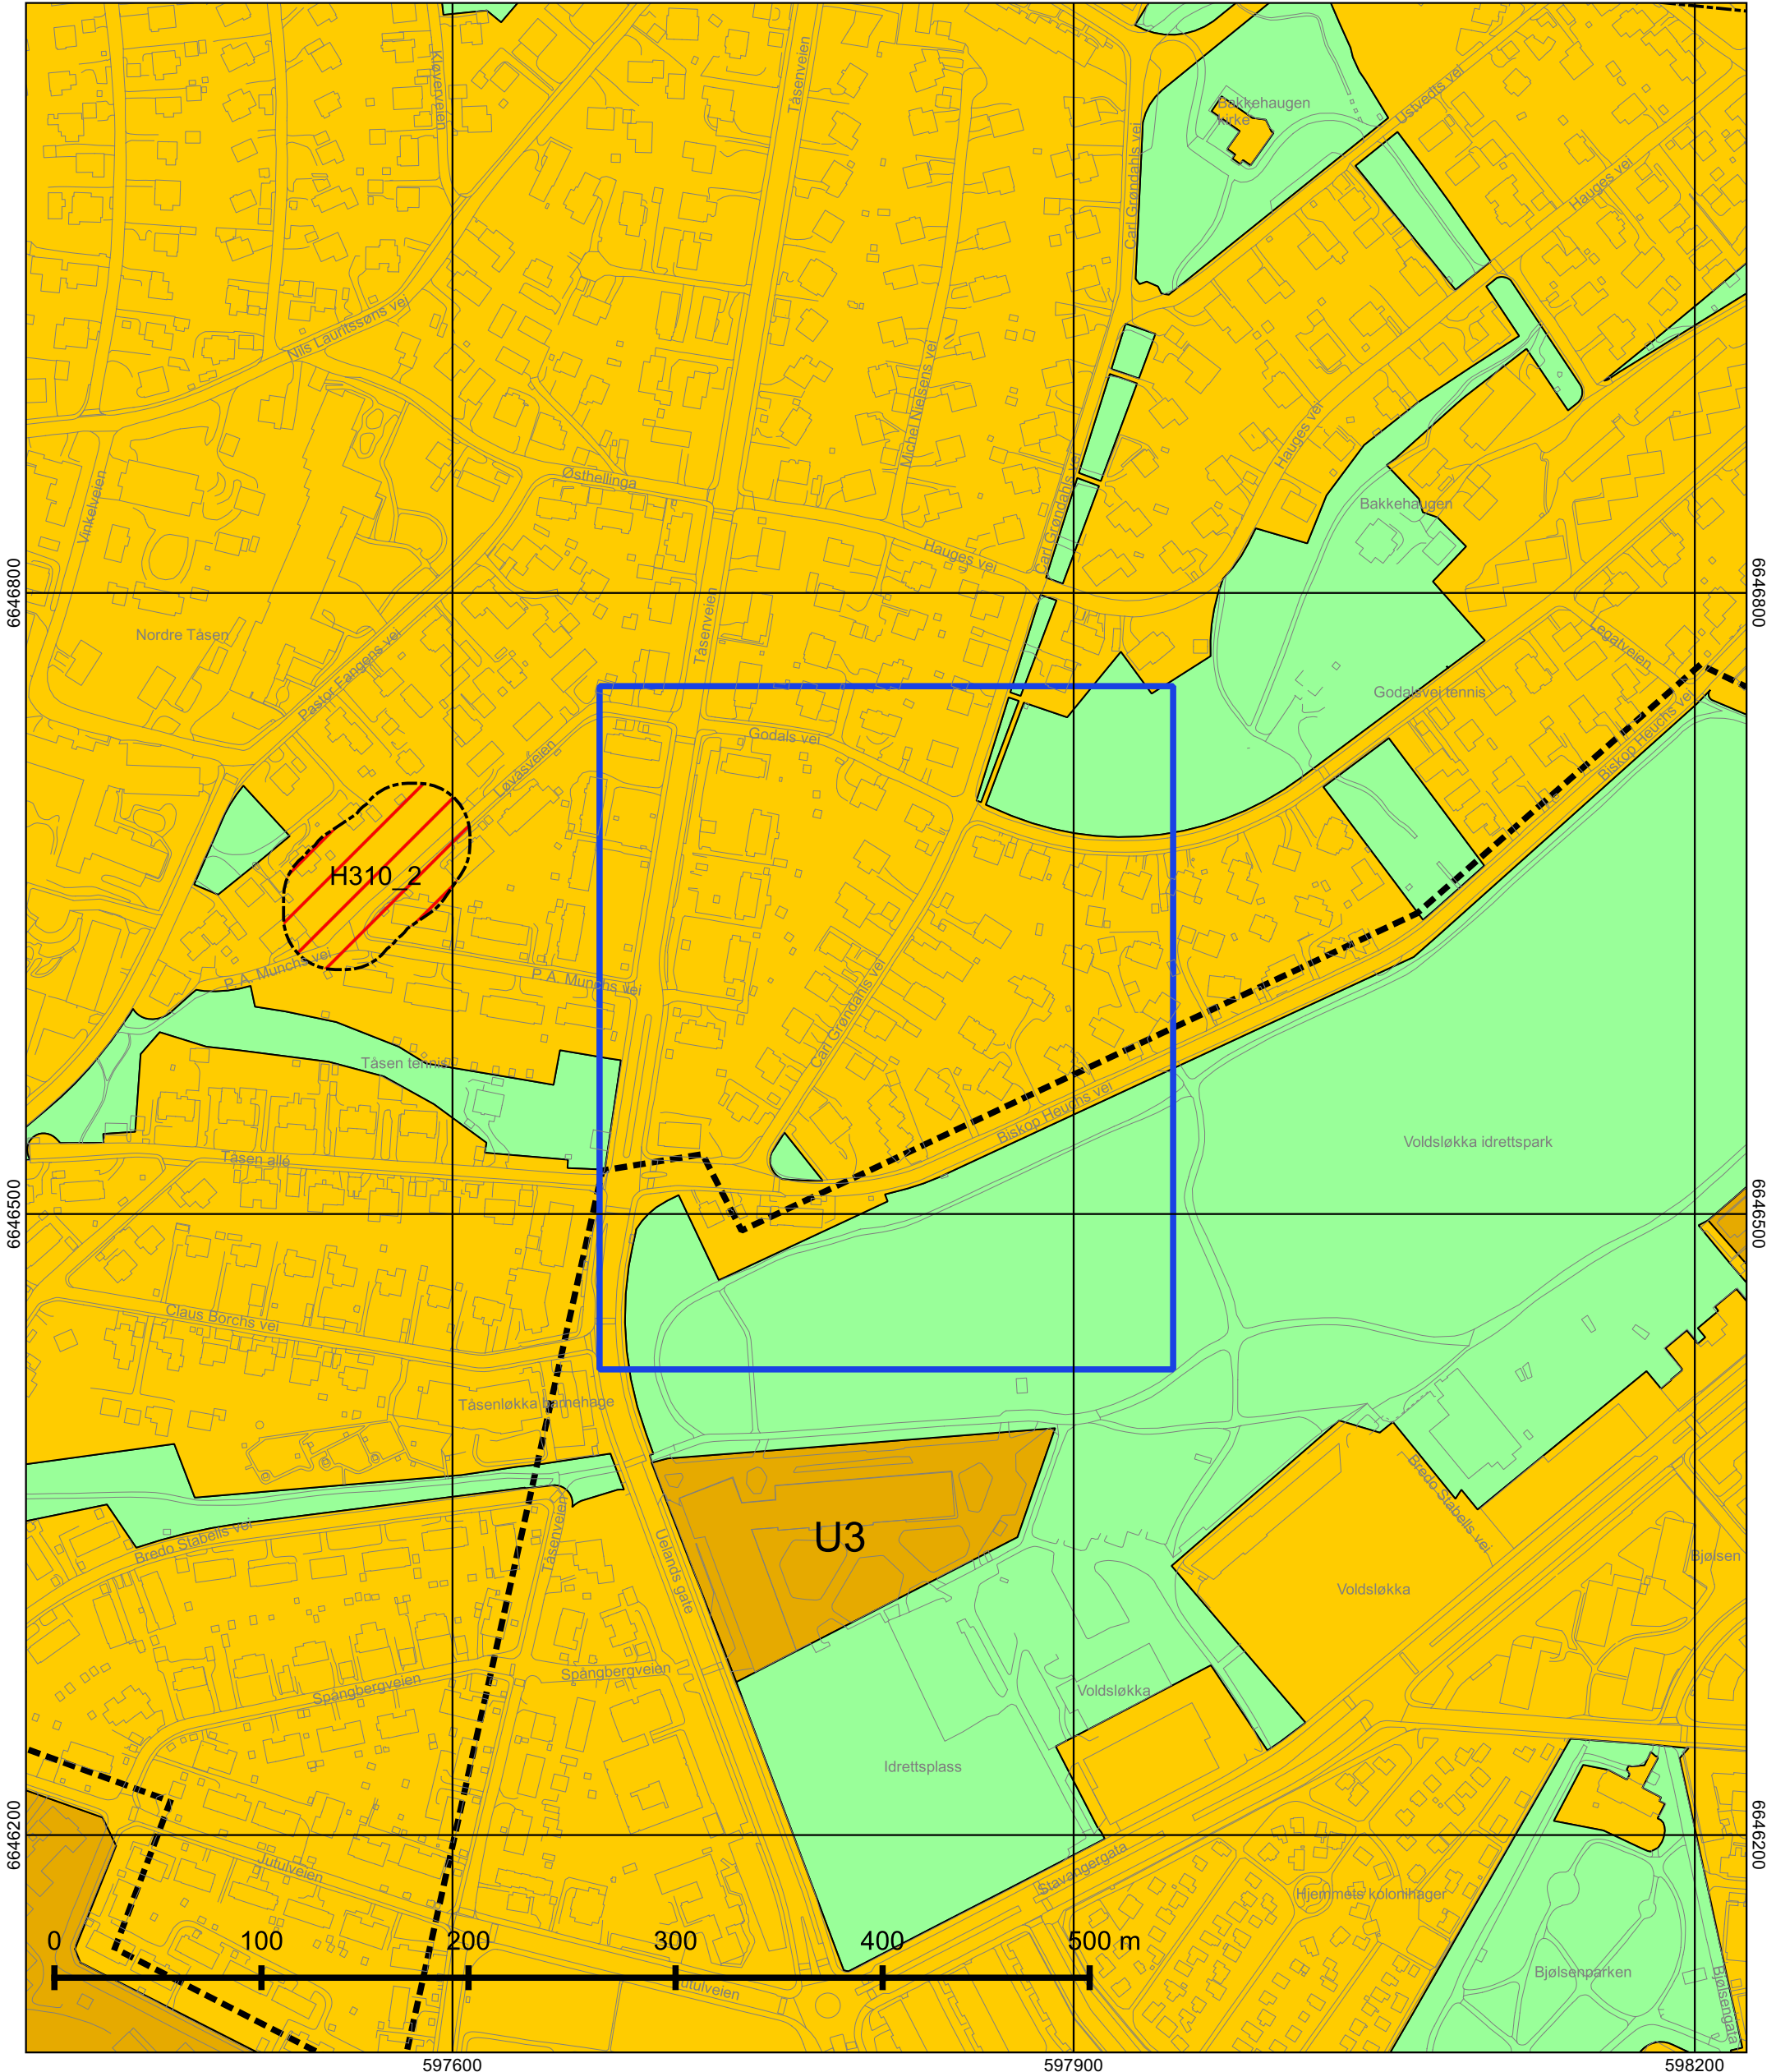 Kløverveien
Tåsenveien
Carl Grøndahls vei
Bakkehaugen
kirke
Ustvedts vei
Hauges vei
Nils Lauritssøns vei
Michel Nielsens vei
Hauges vei
Vinkelveien
Østhellinga
Carl Grøndahls vei
Bakkehaugen
Hauges vei
6646800
6646800
Nordre Tåsen
Tåsenveien
Legatveien
Pastor Fangens vei
Godalsvei tennis
Godals vei
Biskop Heuchs vei
Løvåsveien
H310_2
P. A. Munchs vei
P. A. Munchs vei
Carl Grøndahls vei
Tåsen tennis
Biskop Heuchs vei
Voldsløkka idrettspark
Tåsen allé
6646500
6646500
Claus Borchs vei
Tåsenløkka barnehage
Bredo Stabells vei
Bredo Stabells vei
Tåsenveien
U3
Uelands gate
Bjølsen
Voldsløkka
Spångbergveien
Spångbergveien
Voldsløkka
Idrettsplass
6646200
6646200
Jutulveien
Stavangergata
Hjemmets kolonihager
0 100 200 300 400 500 m
Jutulveien
Bjølsenparken
Bjølsengata
597600 597900 598200